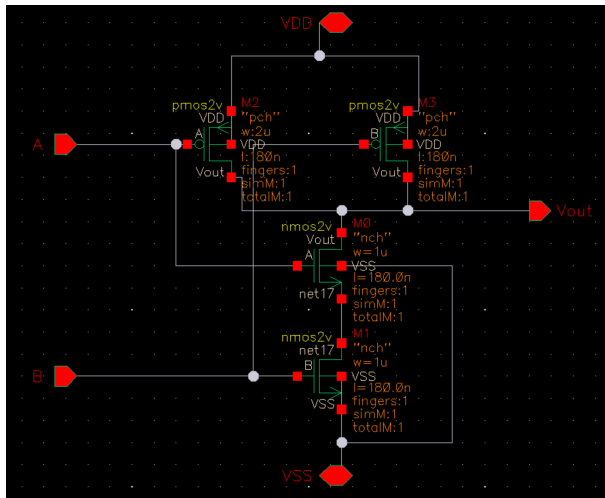 VDD
pmos2v
M2
VDD
"pch"
w:2u
A
VDD
l:180n
fingers:1
Vout
simM:1
totalM:1
pmos2v
M3
VDD
"pch"
w:2u
B
VDD
l:180n
fingers:1
Vout
simM:1
totalM:1
A
Vout
nmos2v
M0
Vout
"nch"
w=1u
A
VSS
l=180.0n
fingers:1
net17
simM:1
totalM:1
nmos2v
M1
net17
"nch"
w=1u
B
B
VSS
l=180.0n
fingers:1
VSS
simM:1
totalM:1
VSS